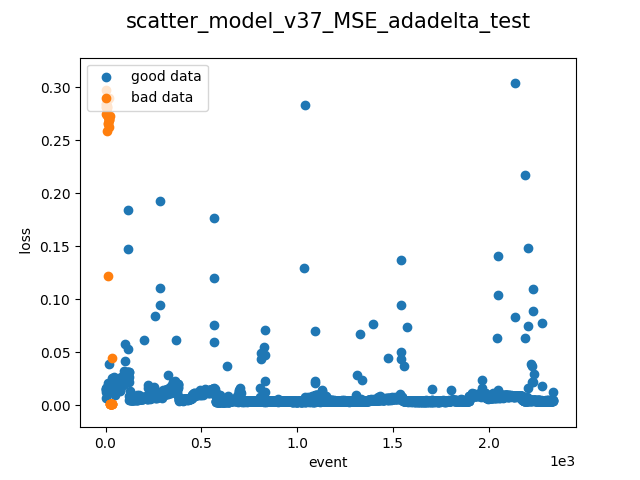 scatter_model_v37_MSE_adadelta_test
good data
bad data
0.30
0.25
0.20
0.15
0.10
0.05
0.00
loss
0.0
0.5
1.0
1.5
2.0
1e3
event